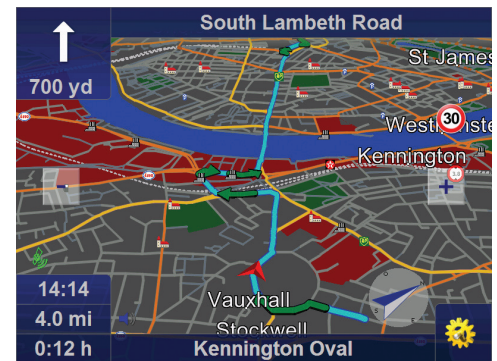 South Lambeth Road
700 yd
St James
30
Kennington
14:14
4.0 mi
0:12 h
Vauxhall
Stockwell
Kennington Oval